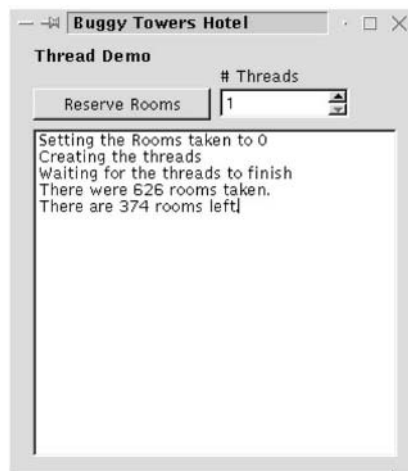 Buggy Towers Hotel
Thread Demo
# Threads
Reserve Rooms
1
Setting the Rooms taken to 0
Creating the threads
Waiting for the threads to finish
There were 626 rooms taken.
There are 374 rooms left